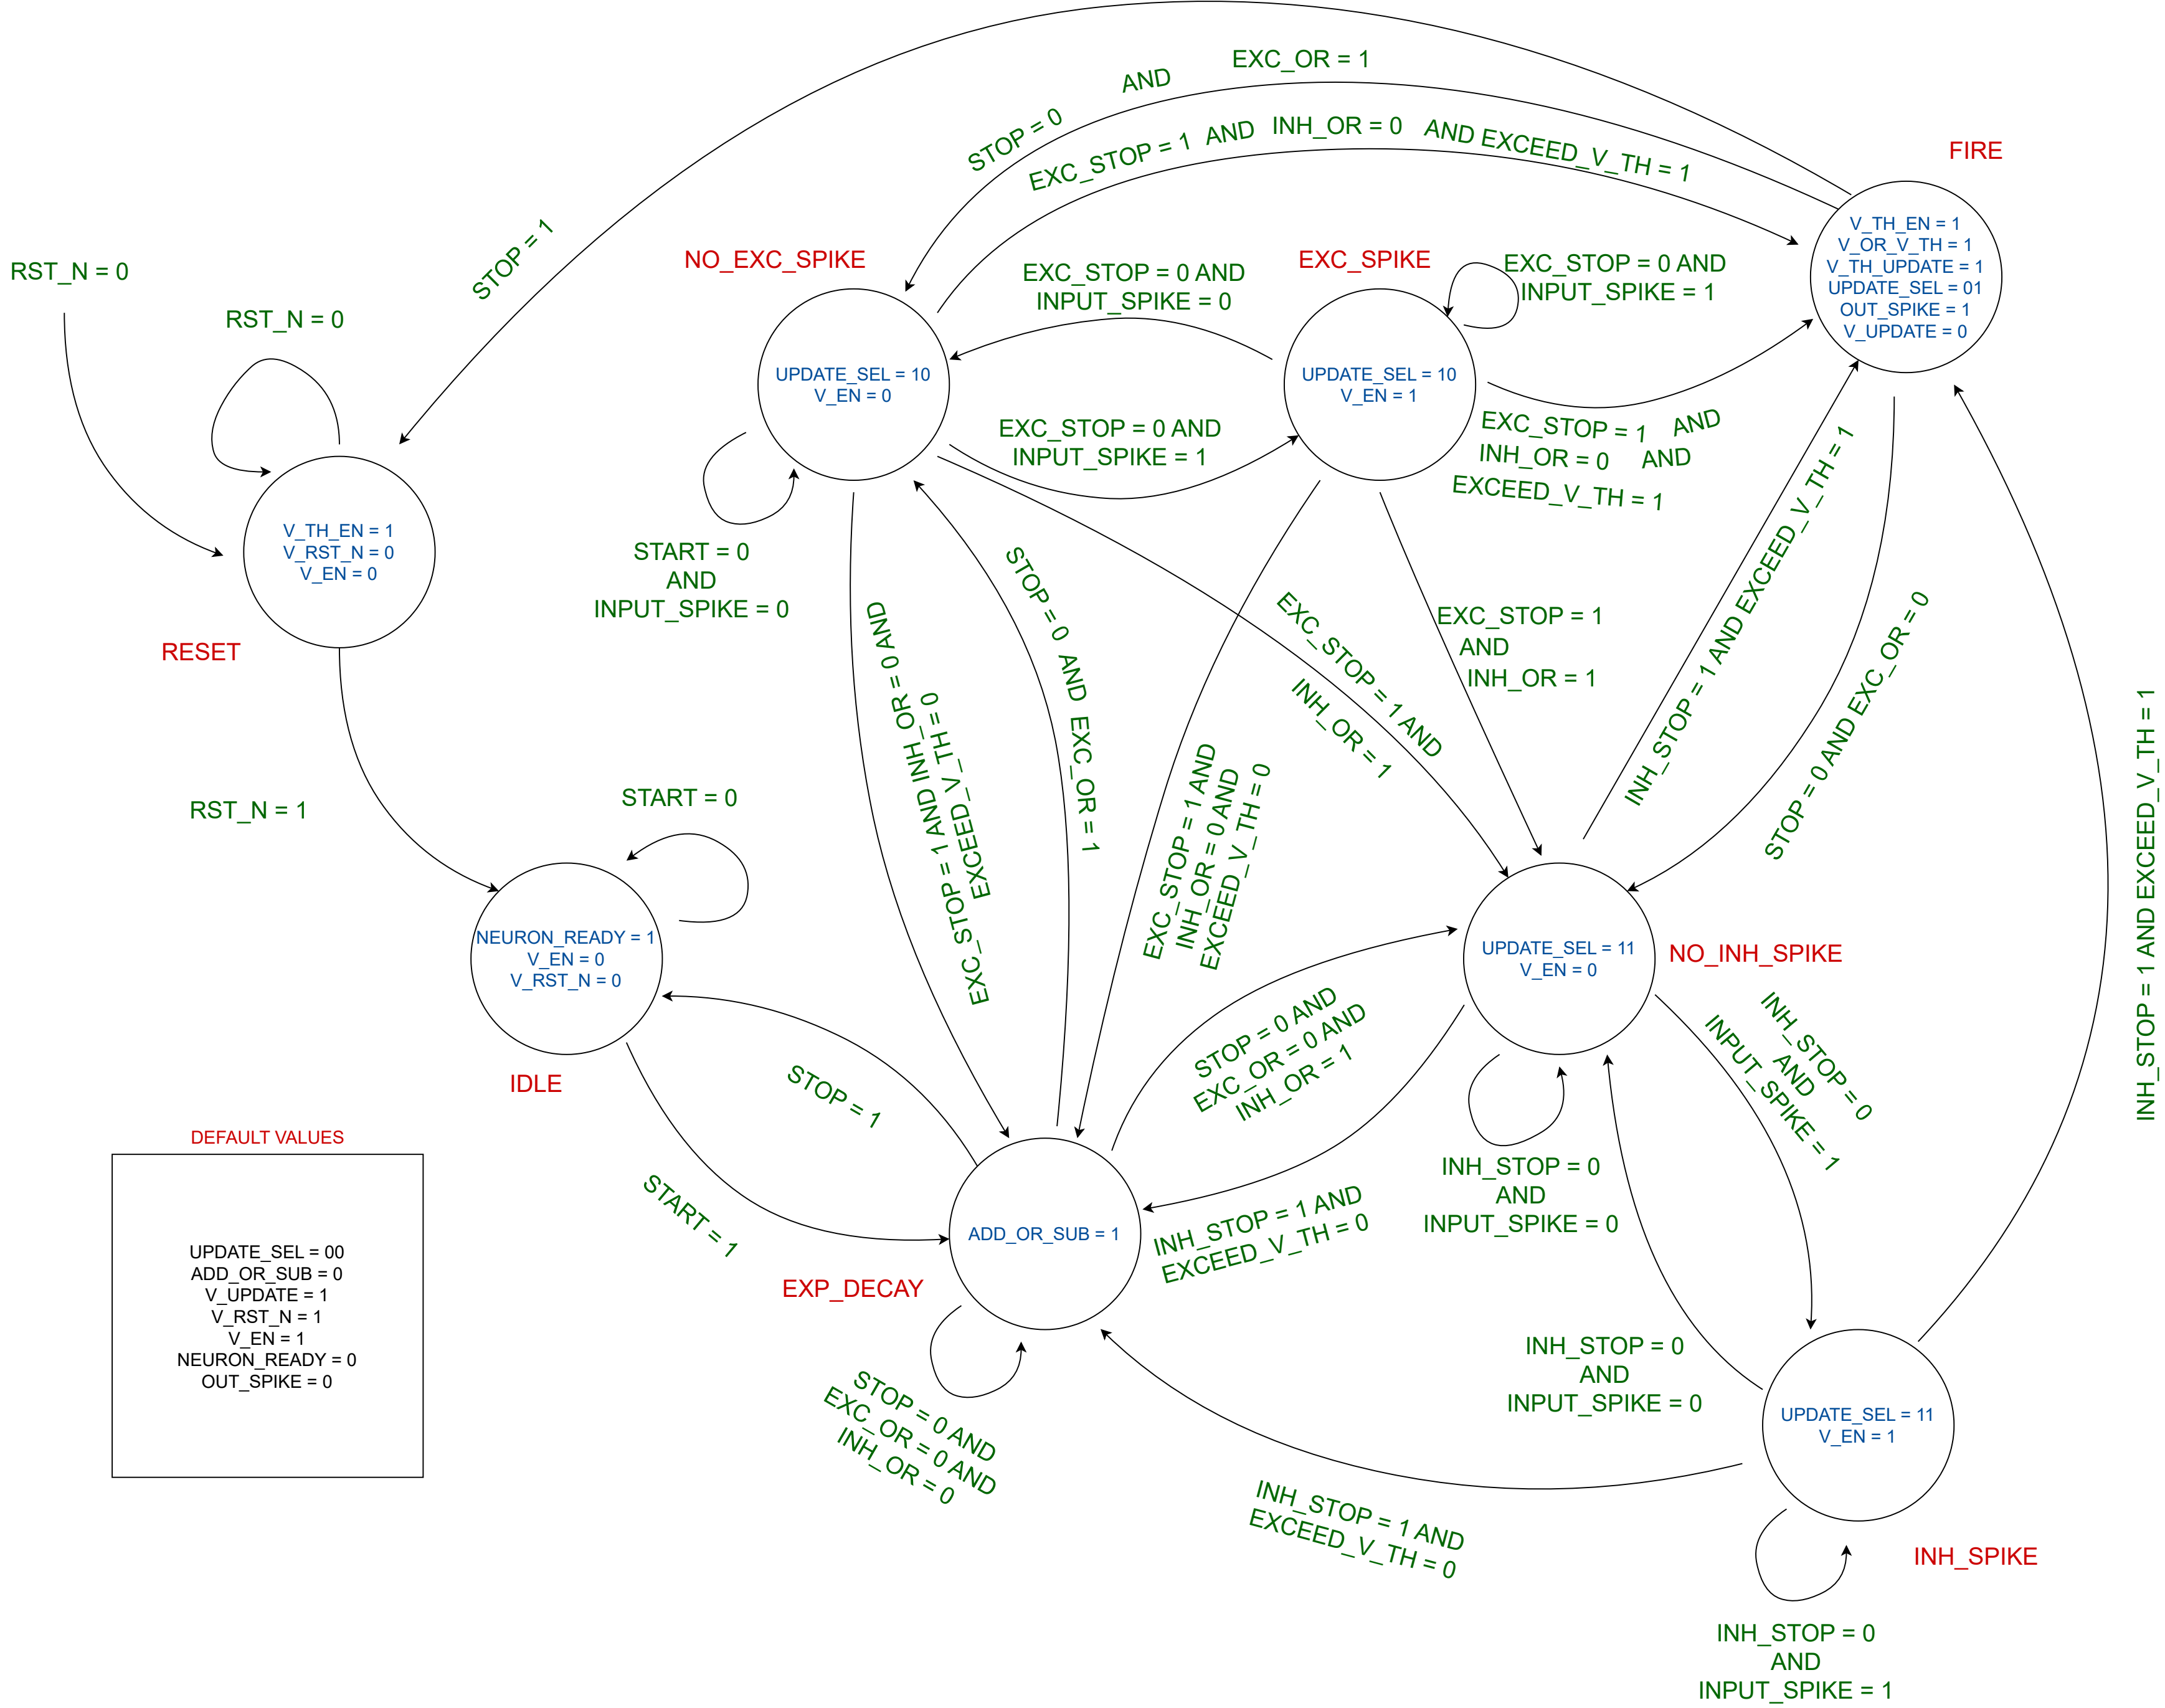 EXC_OR = 1
AND
STOP = 0
EXC_STOP = 1 AND INH_OR = 0 AND EXCEED_V_TH = 1
FIRE
V_TH_EN = 1
V_OR_V_TH = 1
V_TH_UPDATE = 1
UPDATE_SEL = 01
OUT_SPIKE = 1
V_UPDATE = 0
STOP = 1
RST_N = 0
RST_N = 0
NO_EXC_SPIKE
EXC_STOP = 0 AND
INPUT_SPIKE = 0
EXC_SPIKE
EXC_STOP = 0 AND
INPUT_SPIKE = 1
UPDATE_SEL = 10
V_EN = 0
UPDATE_SEL = 10
V_EN = 1
EXC_STOP = 0 AND
INPUT_SPIKE = 1
EXC_STOP = 1 AND
INH_OR = 0 AND
EXCEED_V_TH = 1
V_TH_EN = 1
V_RST_N = 0
V_EN = 0
RESET
START = 0
AND
INPUT_SPIKE = 0
EXC_STOP = 1 AND INH_OR = 0 AND
EXCEED_V_TH = 0
STOP = 0 AND EXC_OR = 1
EXC_STOP = 1 AND
INH_OR = 0 AND
EXCEED_V_TH = 0
EXC_STOP = 1 AND
INH_OR = 1
EXC_STOP = 1
AND
INH_OR = 1
INH_STOP = 1 AND EXCEED_V_TH = 1
STOP = 0 AND EXC_OR = 0
INH_STOP = 1 AND EXCEED_V_TH = 1
RST_N = 1
START = 0
NEURON_READY = 1
V_EN = 0
V_RST_N = 0
IDLE
UPDATE_SEL = 11
V_EN = 0
NO_INH_SPIKE
STOP = 1
START = 1
STOP = 0 AND
EXC_OR = 0 AND
INH_OR = 1
INH_STOP = 0
AND
INPUT_SPIKE = 1
INH_STOP = 0
AND
INPUT_SPIKE = 0
INH_STOP = 1 AND
EXCEED_V_TH = 0
ADD_OR_SUB = 1
EXP_DECAY
DEFAULT VALUES
UPDATE_SEL = 00
ADD_OR_SUB = 0
V_UPDATE = 1
V_RST_N = 1
V_EN = 1
NEURON_READY = 0
OUT_SPIKE = 0
STOP = 0 AND
EXC_OR = 0 AND
INH_OR = 0
INH_STOP = 0
AND
INPUT_SPIKE = 0
UPDATE_SEL = 11
V_EN = 1
INH_STOP = 1 AND
EXCEED_V_TH = 0
INH_SPIKE
INH_STOP = 0
AND
INPUT_SPIKE = 1